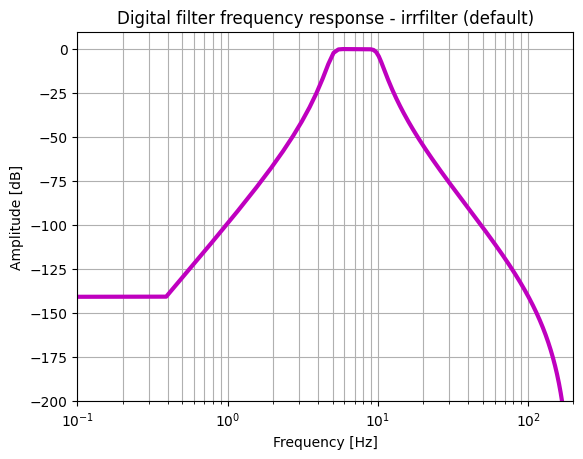 Digital filter frequency response - irrfilter (default)
0
−25
−50
−75
−100
−125
−150
−175
−200
Amplitude [dB]
10⁻¹ 10⁰ 10¹ 10²
Frequency [Hz]